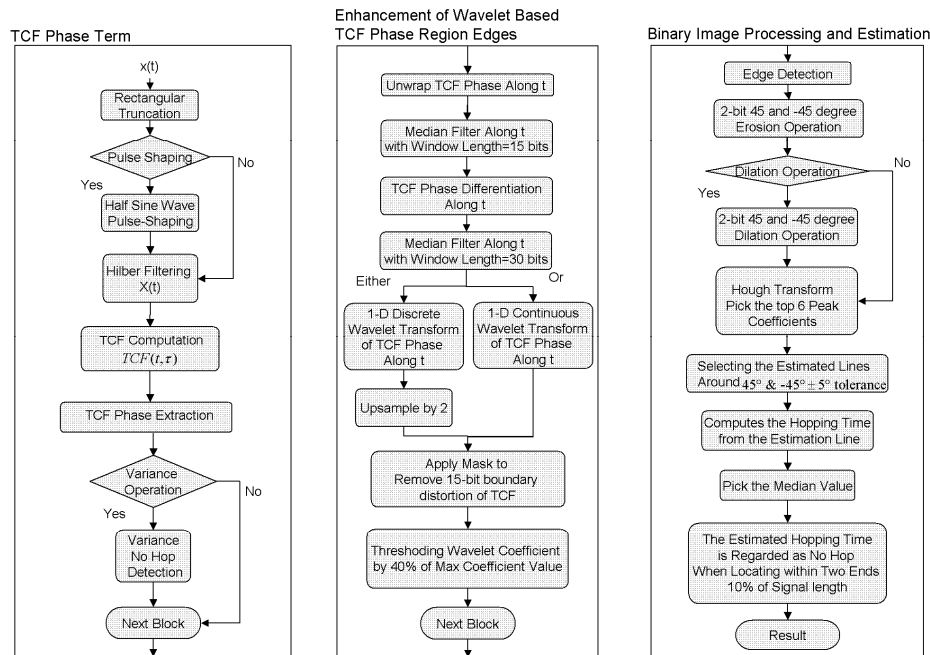 TCF Phase Term
x(t)
Rectangular
Truncation
Pulse Shaping
No
Yes
Half Sine Wave
Pulse-Shaping
Hilber Filtering
X(t)
TCF Computation
TCF(t,τ)
TCF Phase Extraction
Variance
Operation
No
Yes
Variance
No Hop
Detection
Next Block
Enhancement of Wavelet Based
TCF Phase Region Edges
Unwrap TCF Phase Along t
Median Filter Along t
with Window Length=15 bits
TCF Phase Differentiation
Along t
Median Filter Along t
with Window Length=30 bits
Either
Or
1-D Discrete
Wavelet Transform
of TCF Phase
Along t
1-D Continuous
Wavelet Transform
of TCF Phase
Along t
Upsample by 2
Apply Mask to
Remove 15-bit boundary
distortion of TCF
Threshoding Wavelet Coefficient
by 40% of Max Coefficient Value
Next Block
Binary Image Processing and Estimation
Edge Detection
2-bit 45 and -45 degree
Erosion Operation
Dilation Operation
No
Yes
2-bit 45 and -45 degree
Dilation Operation
Hough Transform
Pick the top 6 Peak
Coefficients
Selecting the Estimated Lines
Around 45° & -45° ± 5° tolerance
Computes the Hopping Time
from the Estimation Line
Pick the Median Value
The Estimated Hopping Time
is Regarded as No Hop
When Locating within Two Ends
10% of Signal length
Result